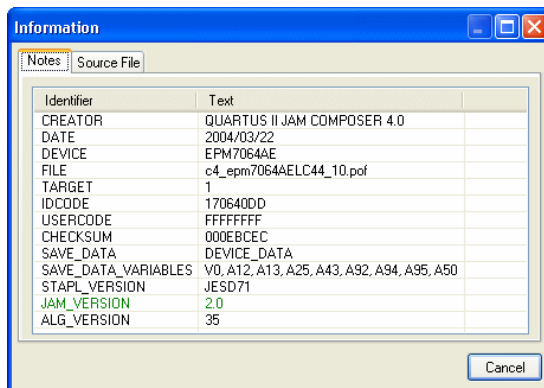 Information
Notes Source File
Identifier Text
CREATOR QUARTUS II JAM COMPOSER 4.0
DATE 2004/03/22
DEVICE EPM7064AE
FILE c4_epm7064AELC44_10.pof
TARGET 1
IDCODE 170640DD
USERCODE FFFFFFFF
CHECKSUM 000EBCEC
SAVE_DATA DEVICE_DATA
SAVE_DATA_VARIABLES V0, A12, A13, A25, A43, A92, A94, A95, A50
STAPL_VERSION JESD71
JAM_VERSION 2.0
ALG_VERSION 35
Cancel